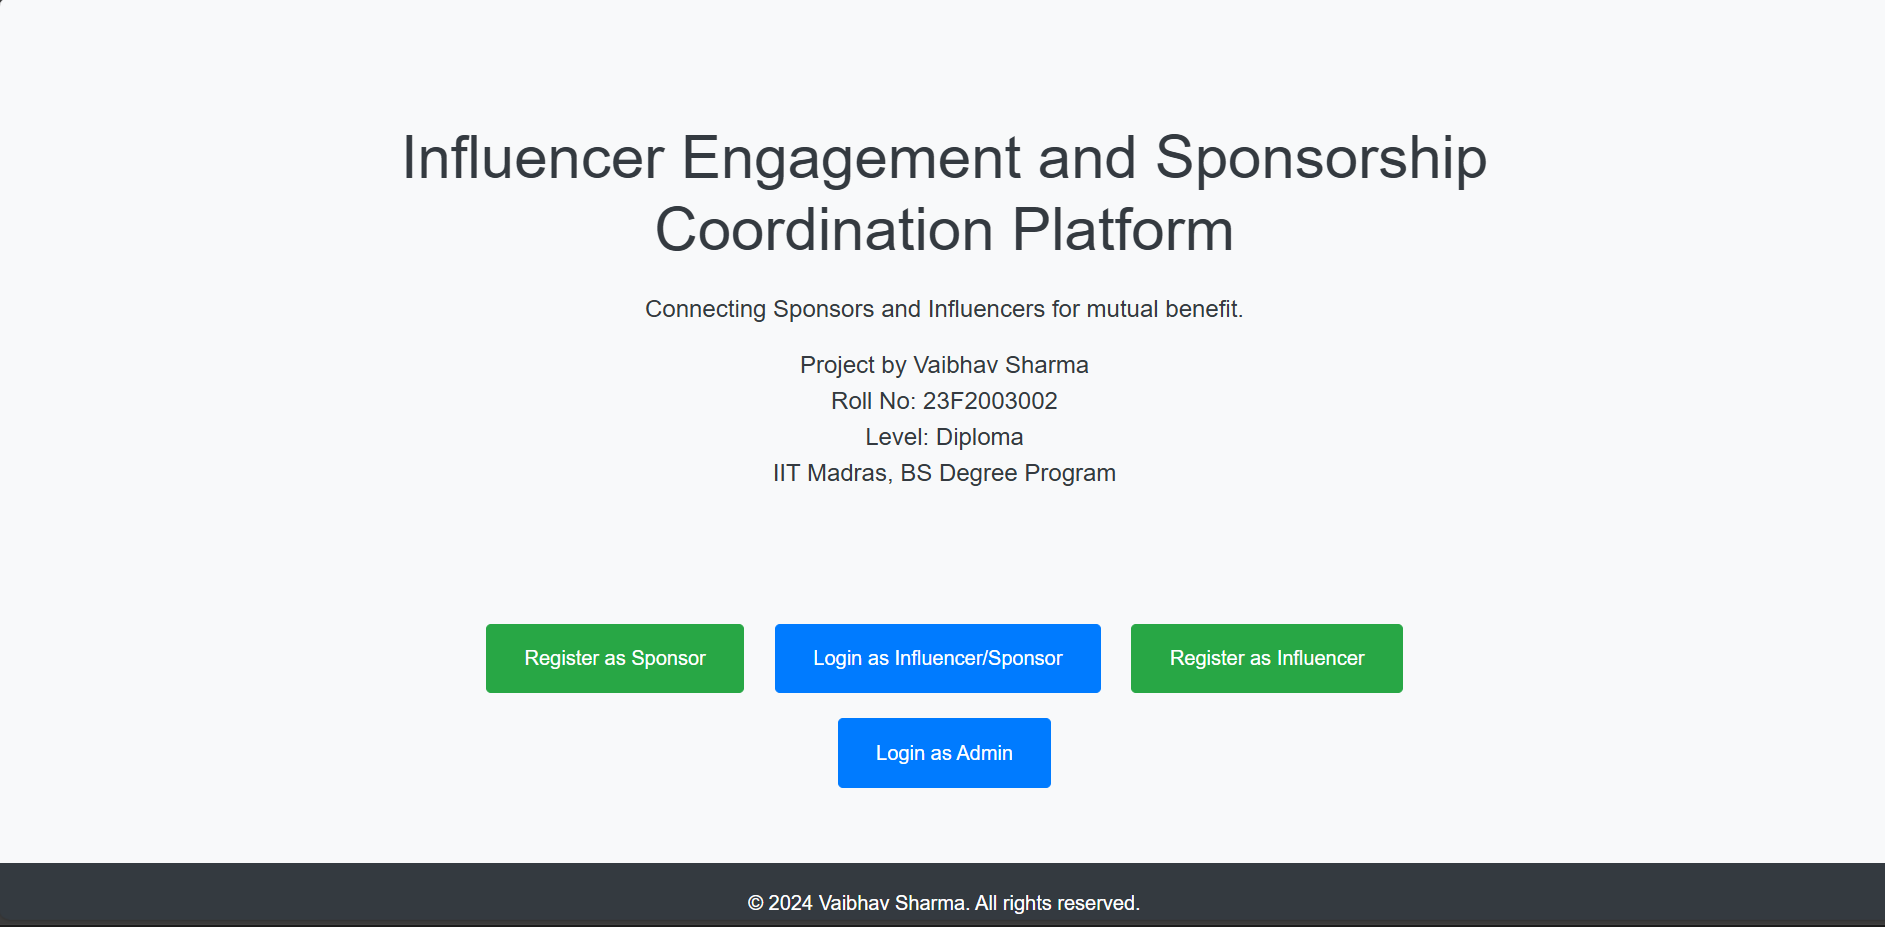 Influencer Engagement and Sponsorship
Coordination Platform
Connecting Sponsors and Influencers for mutual benefit.
Project by Vaibhav Sharma
Roll No: 23F2003002
Level: Diploma
IIT Madras, BS Degree Program
Register as Sponsor
Login as Influencer/Sponsor
Register as Influencer
Login as Admin
© 2024 Vaibhav Sharma. All rights reserved.